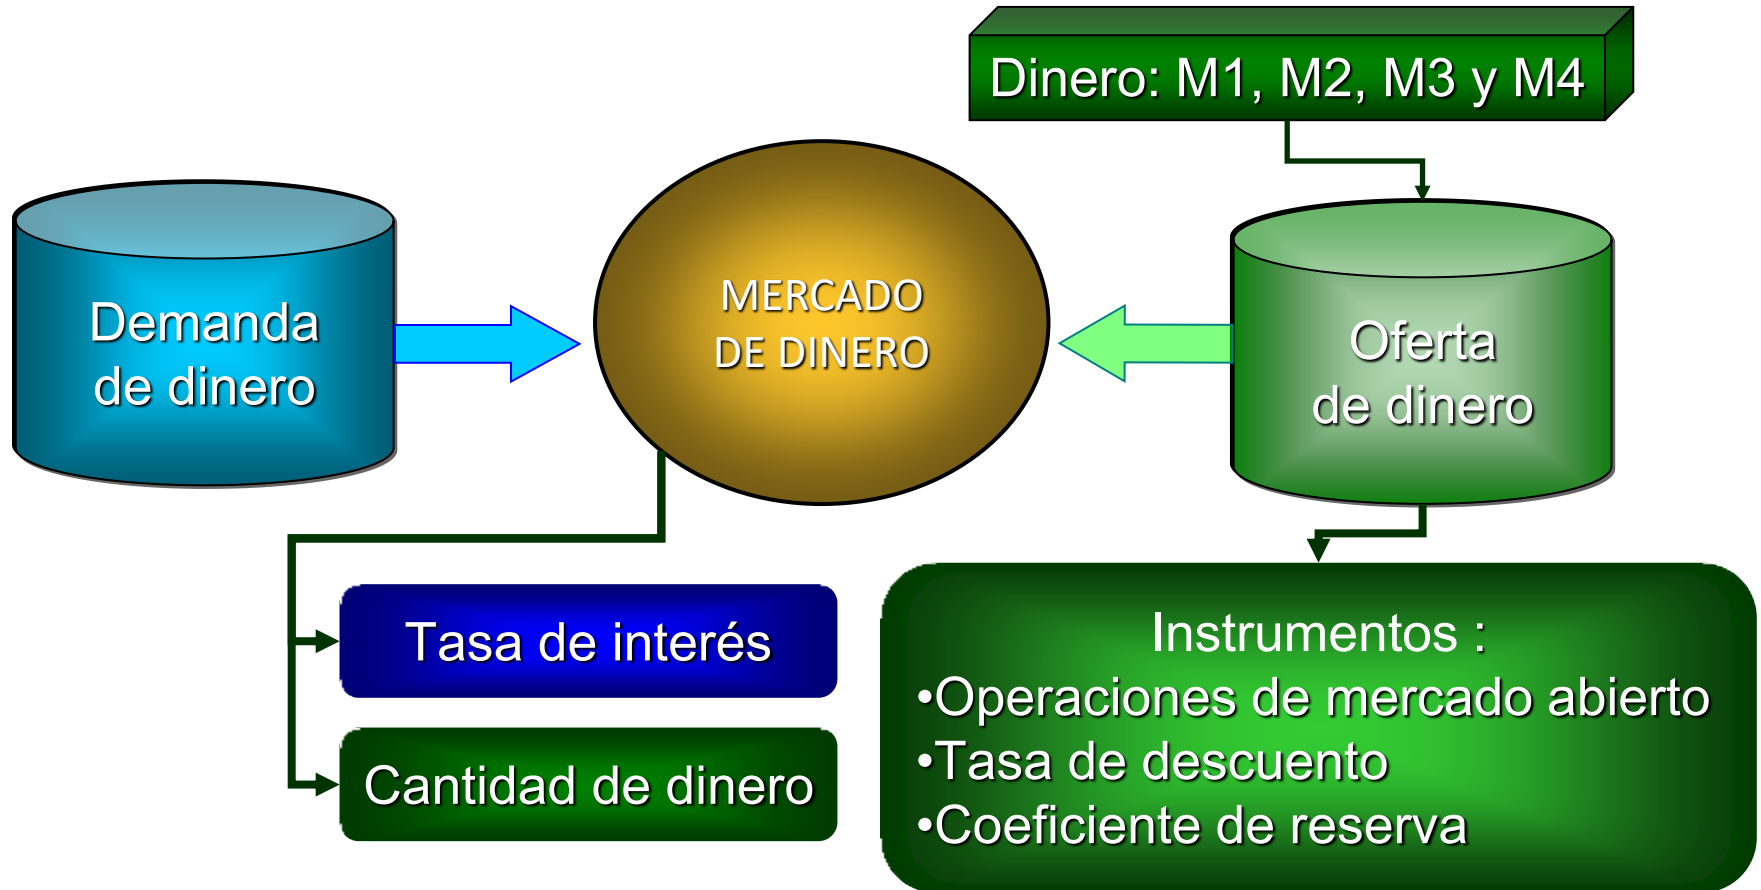 Dinero: M1, M2, M3 y M4
Demanda
de dinero
MERCADO
DE DINERO
Oferta
de dinero
Tasa de interés
Cantidad de dinero
Instrumentos :
•Operaciones de mercado abierto
•Tasa de descuento
•Coeficiente de reserva